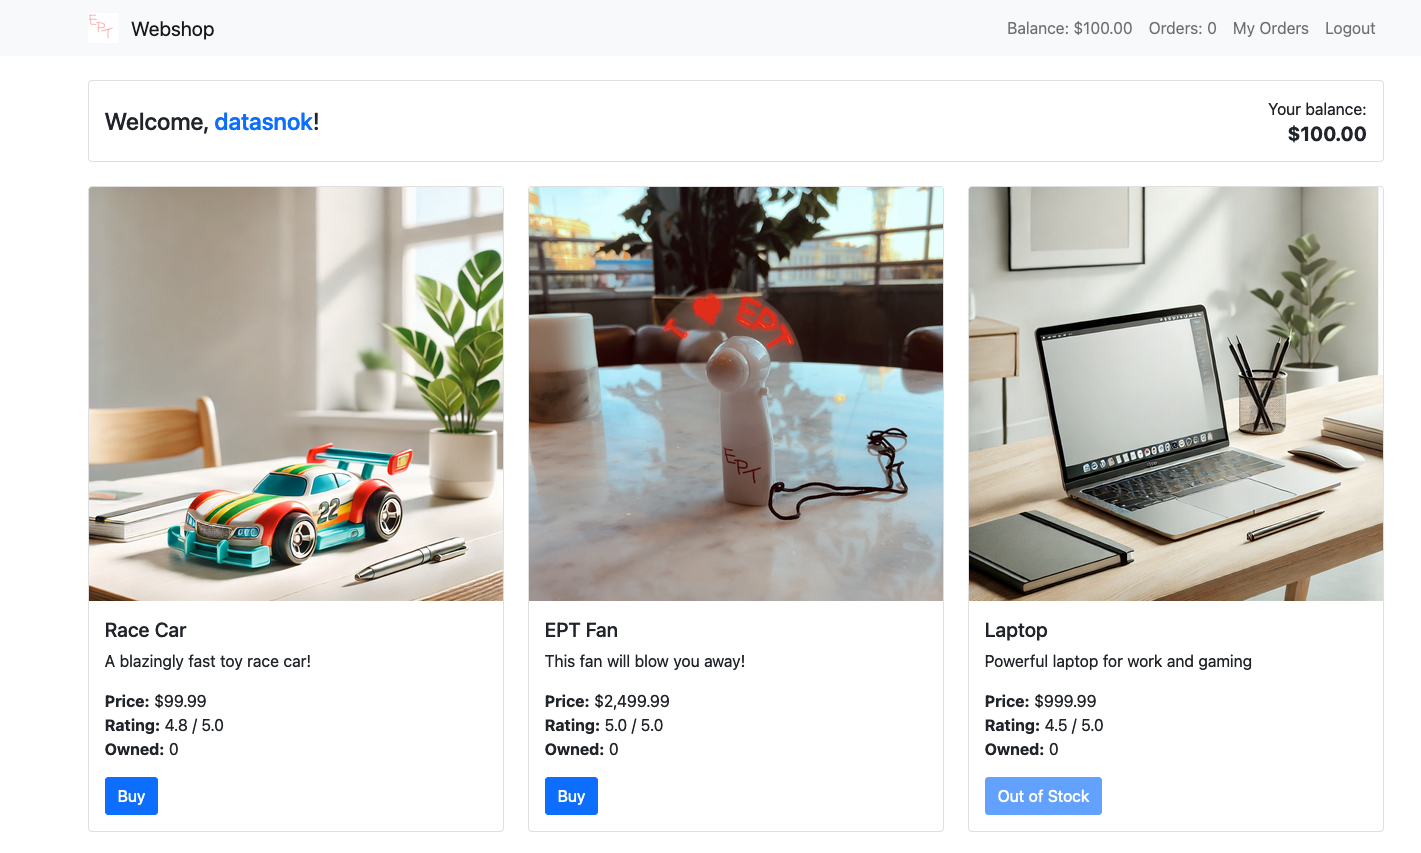 EPT Webshop Balance: $100.00 Orders: 0 My Orders Logout
Welcome, datasnok!
Your balance:
$100.00
22
I ♥ EPT
EPT
Race Car
A blazingly fast toy race car!
Price: $99.99
Rating: 4.8 / 5.0
Owned: 0
Buy
EPT Fan
This fan will blow you away!
Price: $2,499.99
Rating: 5.0 / 5.0
Owned: 0
Buy
Laptop
Powerful laptop for work and gaming
Price: $999.99
Rating: 4.5 / 5.0
Owned: 0
Out of Stock